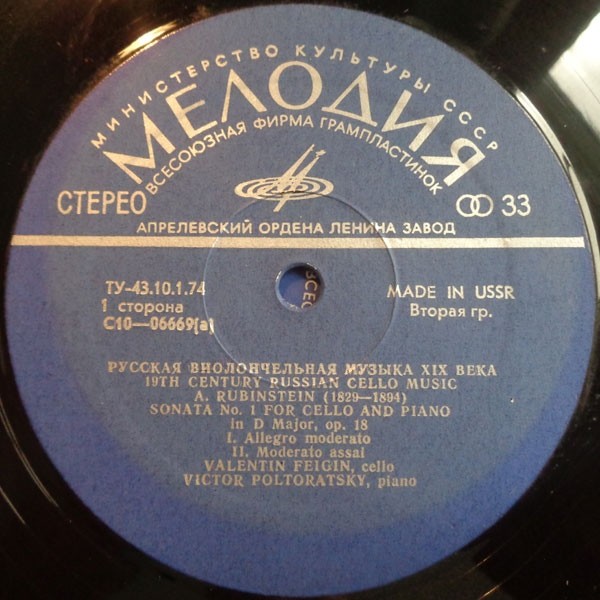 МИНИСТЕРСТВО КУЛЬТУРЫ СССР
МЕЛОДИЯ
ВСЕСОЮЗНАЯ ФИРМА ГРАМПЛАСТИНОК
СТЕРЕО
33
АПРЕЛЕВСКИЙ ОРДЕНА ЛЕНИНА ЗАВОД
ТУ-43.10.1.74
1 сторона
С10—06669(а)
MADE IN USSR
Вторая гр.
РУССКАЯ ВИОЛОНЧЕЛЬНАЯ МУЗЫКА XIX ВЕКА
19TH CENTURY RUSSIAN CELLO MUSIC
A. RUBINSTEIN (1829—1894)
SONATA No. 1 FOR CELLO AND PIANO
in D Major, op. 18
I. Allegro moderato
II. Moderato assai
VALENTIN FEIGIN, cello
VICTOR POLTORATSKY, piano